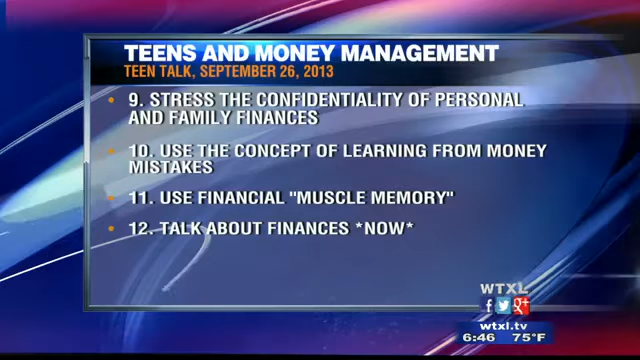 TEENS AND MONEY MANAGEMENT
TEEN TALK, SEPTEMBER 26, 2013
• 9. STRESS THE CONFIDENTIALITY OF PERSONAL
AND FAMILY FINANCES
• 10. USE THE CONCEPT OF LEARNING FROM MONEY
MISTAKES
• 11. USE FINANCIAL "MUSCLE MEMORY"
• 12. TALK ABOUT FINANCES *NOW*
WTXL
f g+
wtxl.tv
6:46 75°F